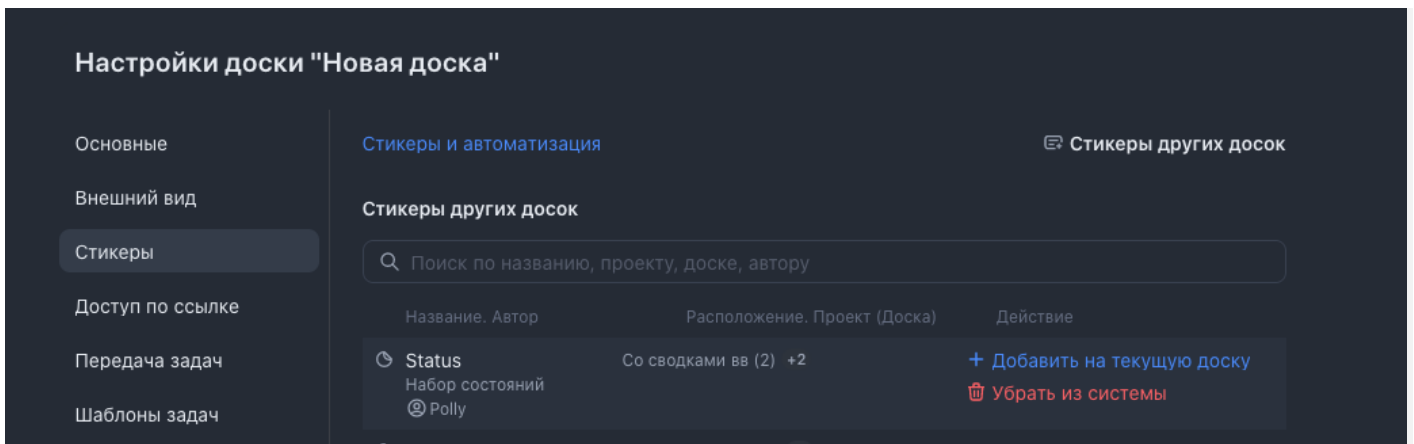 Настройки доски "Новая доска"
Основные
Внешний вид
Стикеры
Доступ по ссылке
Передача задач
Шаблоны задач
Стикеры и автоматизация
Стикеры других досок
Стикеры других досок
Поиск по названию, проекту, доске, автору
Название. Автор Расположение. Проект (Доска) Действие
Status Со сводками вв (2) +2 + Добавить на текущую доску
Набор состояний Убрать из системы
Polly